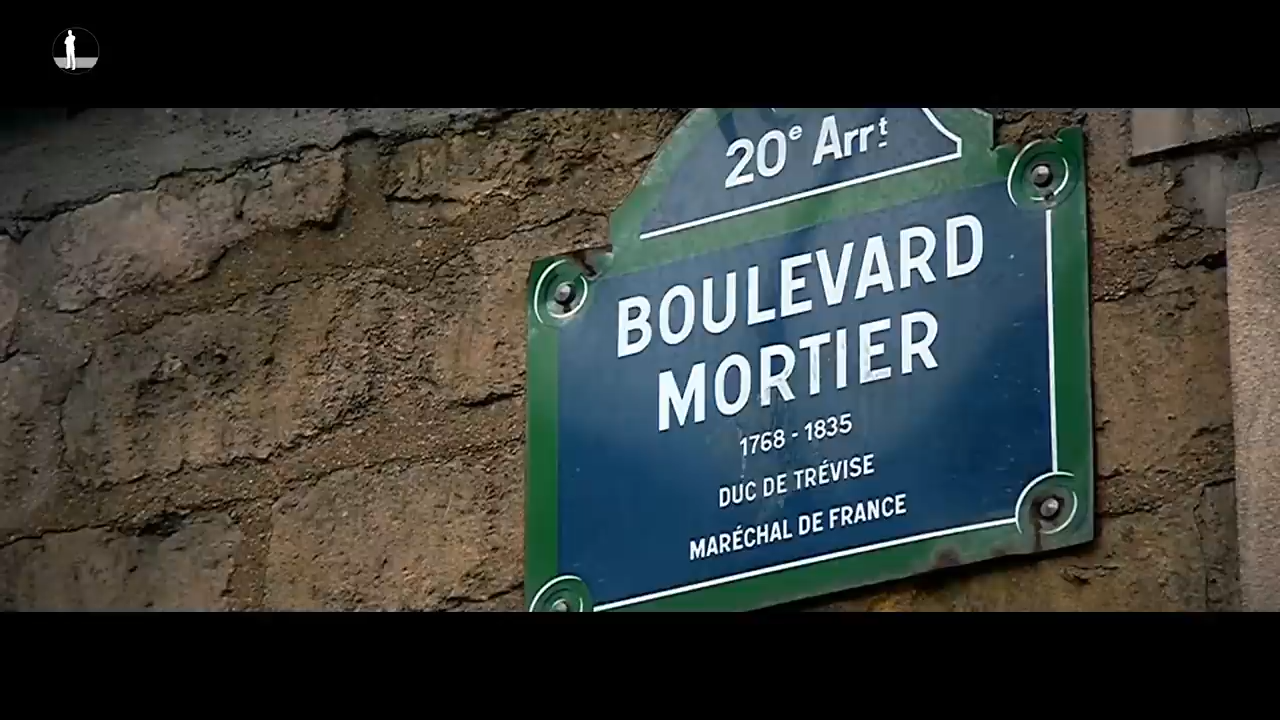 20e Arrt
BOULEVARD
MORTIER
1768 - 1835
DUC DE TRÉVISE
MARÉCHAL DE FRANCE